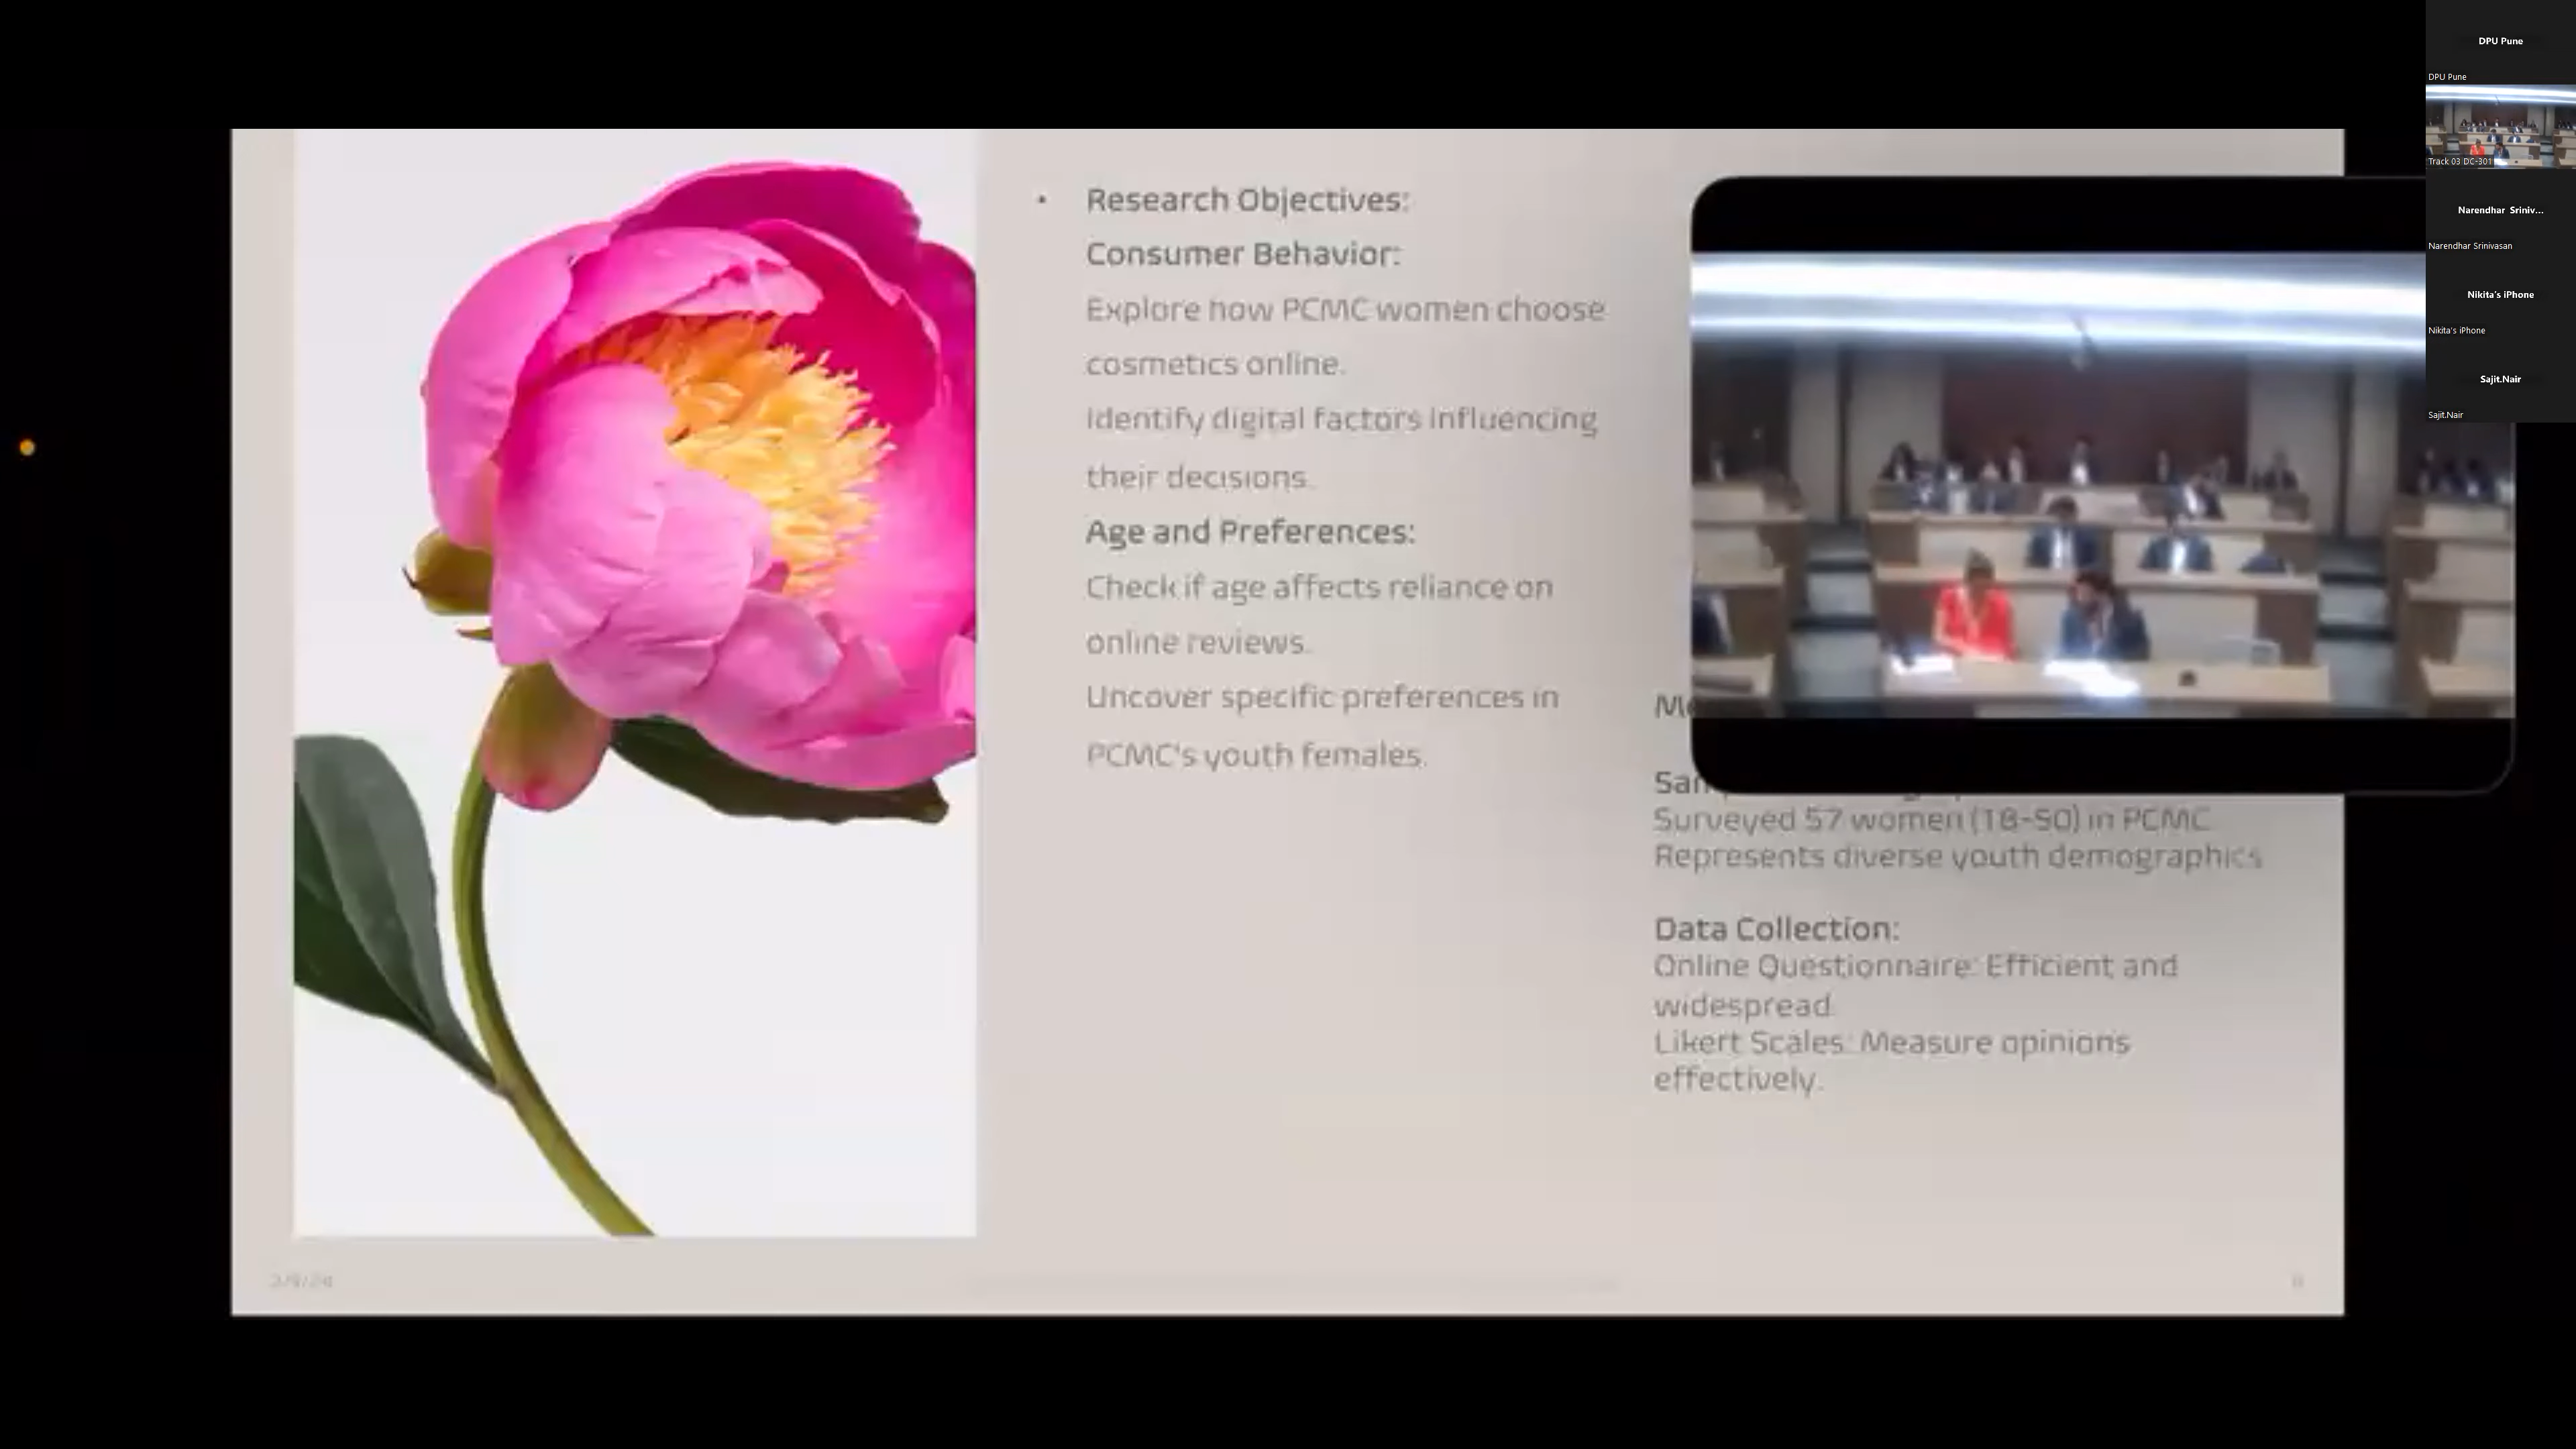 Research Objectives:
Consumer Behavior:
Explore how PCMC women choose
cosmetics online.
Identify digital factors influencing
their decisions.
Age and Preferences:
Check if age affects reliance on
online reviews.
Uncover specific preferences in
PCMC's youth females.
Surveyed 57 women (18-50) in PCMC.
Represents diverse youth demographics
Data Collection:
Online Questionnaire: Efficient and
widespread.
Likert Scales: Measure opinions
effectively.
DPU Pune
DPU Pune
Track 03 DC-301
Narendhar Sriniv...
Narendhar Srinivasan
Nikita's iPhone
Nikita's iPhone
Sajit.Nair
Sajit.Nair